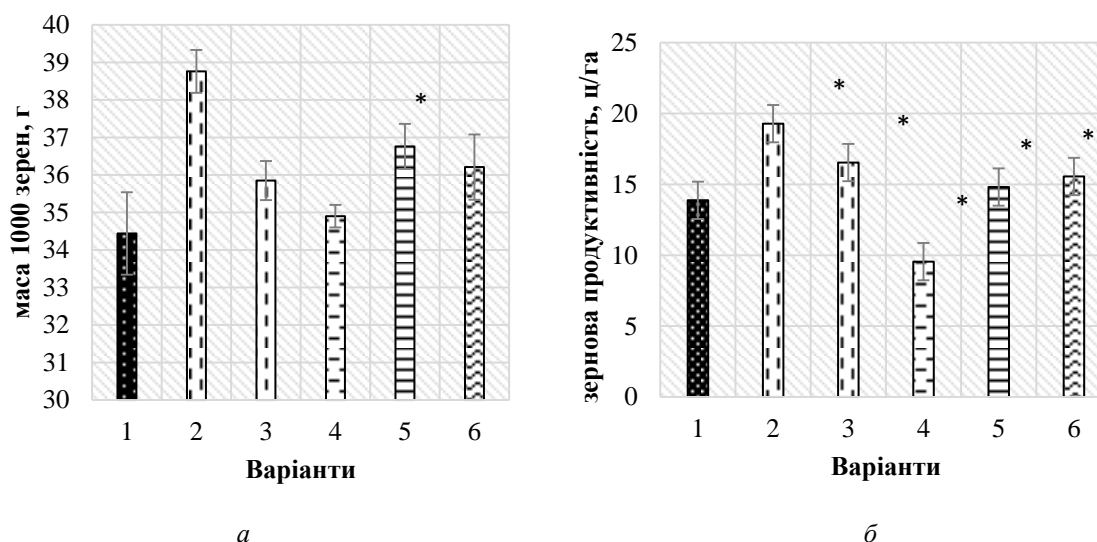 маса 1000 зерен, г
40
39
38
37
36
35
34
33
32
31
30
*
1 2 3 4 5 6
Варіанти
а
зернова продуктивність, ц/га
25
20
15
10
5
0
*
*
*
*
*
1 2 3 4 5 6
Варіанти
б